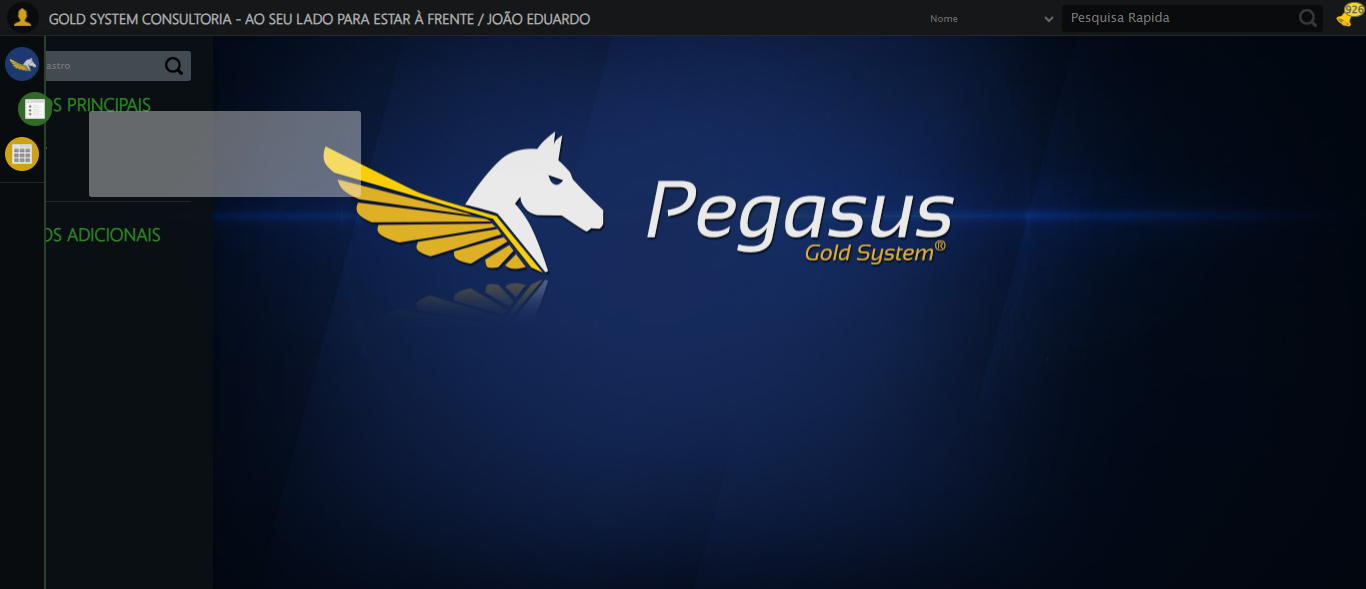 GOLD SYSTEM CONSULTORIA - AO SEU LADO PARA ESTAR À FRENTE / JOÃO EDUARDO
Nome
Pesquisa Rapida
926
astro
OS PRINCIPAIS
Pegasus
OS ADICIONAIS
Gold System®